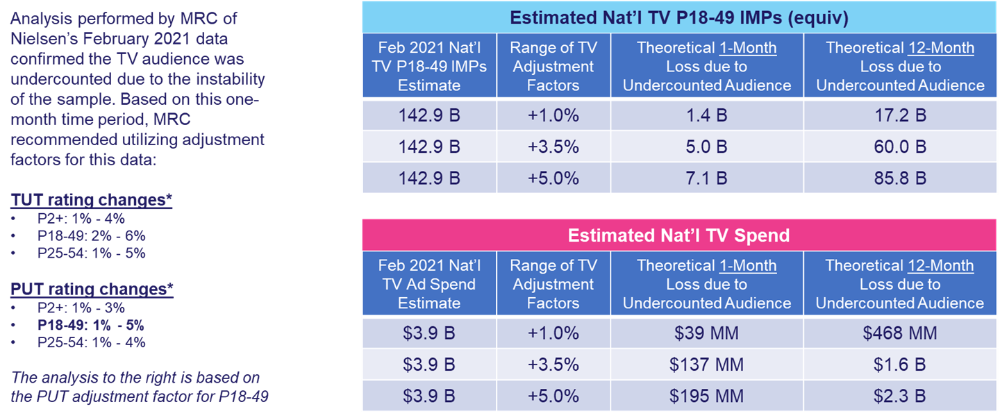 Analysis performed by MRC of
Nielsen's February 2021 data
confirmed the TV audience was
undercounted due to the instability
of the sample. Based on this one-
month time period, MRC
recommended utilizing adjustment
factors for this data:
TUT rating changes*
• P2+: 1% - 4%
• P18-49: 2% - 6%
• P25-54: 1% - 5%
PUT rating changes*
• P2+: 1% - 3%
• P18-49: 1% - 5%
• P25-54: 1% - 4%
The analysis to the right is based on
the PUT adjustment factor for P18-49
Estimated Nat'l TV P18-49 IMPs (equiv)
Feb 2021 Nat'l TV P18-49 IMPs Estimate | Range of TV Adjustment Factors | Theoretical 1-Month Loss due to Undercounted Audience | Theoretical 12-Month Loss due to Undercounted Audience
142.9 B | +1.0% | 1.4 B | 17.2 B
142.9 B | +3.5% | 5.0 B | 60.0 B
142.9 B | +5.0% | 7.1 B | 85.8 B
Estimated Nat'l TV Spend
Feb 2021 Nat'l TV Ad Spend Estimate | Range of TV Adjustment Factors | Theoretical 1-Month Loss due to Undercounted Audience | Theoretical 12-Month Loss due to Undercounted Audience
$3.9 B | +1.0% | $39 MM | $468 MM
$3.9 B | +3.5% | $137 MM | $1.6 B
$3.9 B | +5.0% | $195 MM | $2.3 B